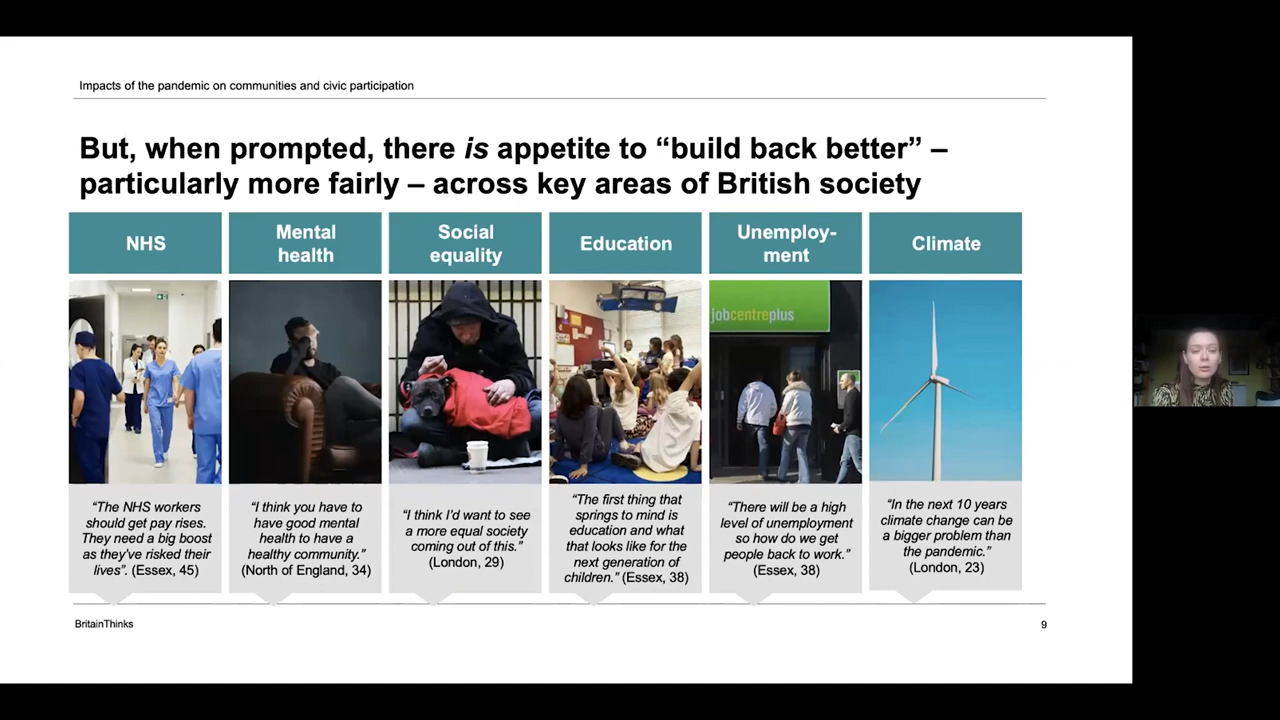 Impacts of the pandemic on communities and civic participation
But, when prompted, there is appetite to “build back better” –
particularly more fairly – across key areas of British society
NHS
Mental
health
Social
equality
Education
Unemploy-
ment
Climate
jobcentreplus
“The NHS workers
should get pay rises.
They need a big boost
as they've risked their
lives”. (Essex, 45)
“I think you have to
have good mental
health to have a
healthy community.”
(North of England, 34)
“I think I’d want to see
a more equal society
coming out of this.”
(London, 29)
“The first thing that
springs to mind is
education and what
that looks like for the
next generation of
children.” (Essex, 38)
“There will be a high
level of unemployment
so how do we get
people back to work.”
(Essex, 38)
“In the next 10 years
climate change can be
a bigger problem than
the pandemic.”
(London, 23)
BritainThinks
9